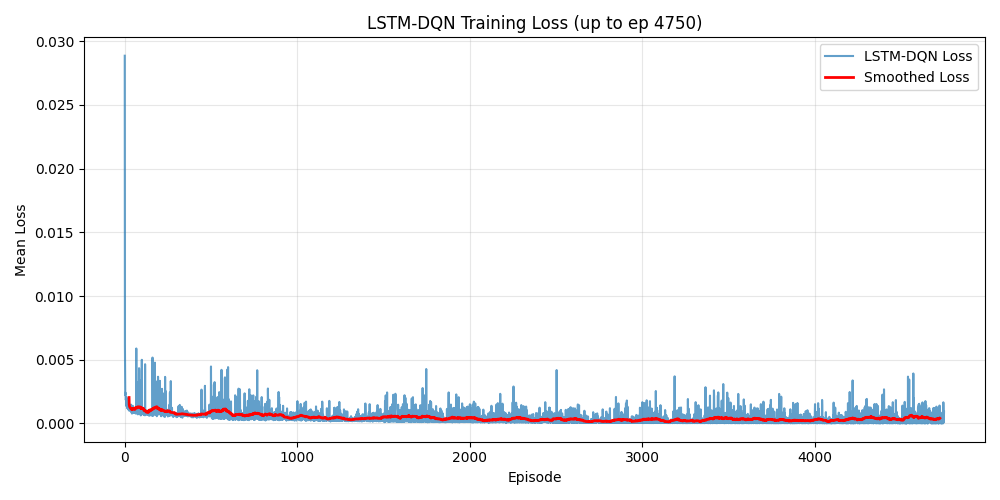 LSTM-DQN Training Loss (up to ep 4750)
LSTM-DQN Loss
Smoothed Loss
Mean Loss
0.030
0.025
0.020
0.015
0.010
0.005
0.000
0 1000 2000 3000 4000
Episode